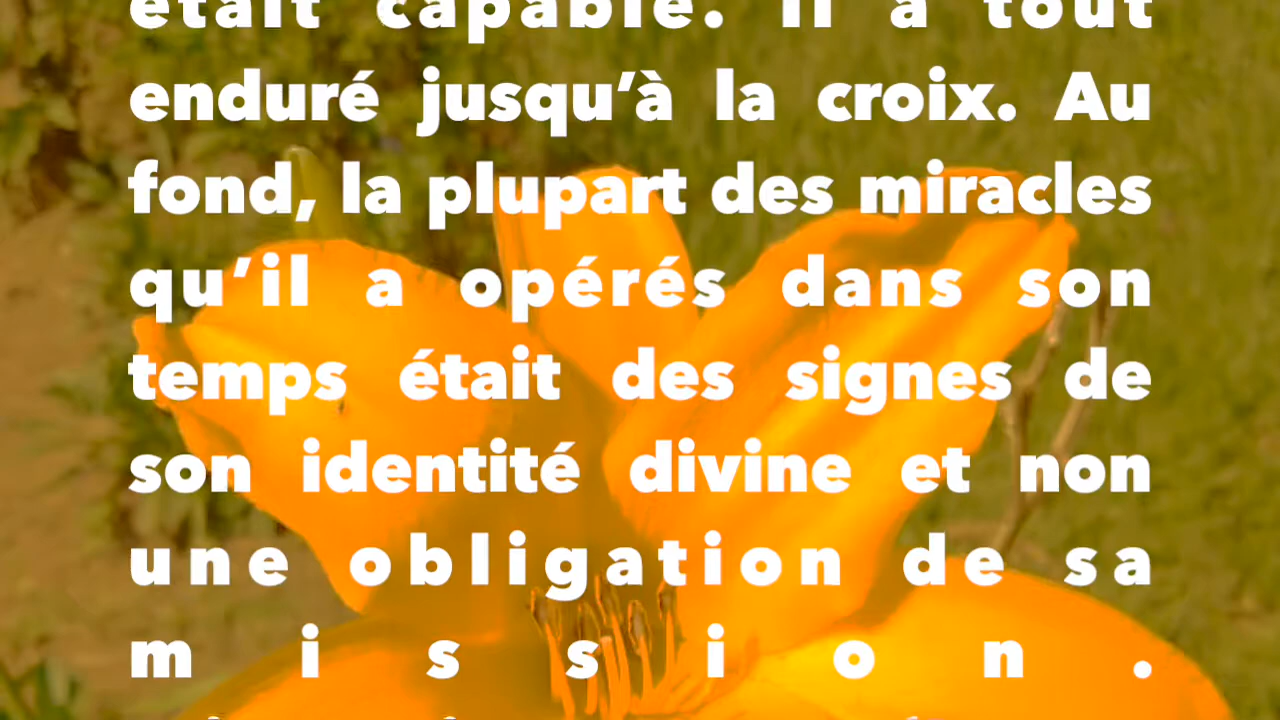 était capable. Il a tout
enduré jusqu’à la croix. Au
fond, la plupart des miracles
qu’il a opérés dans son
temps était des signes de
son identité divine et non
une obligation de sa
mission.